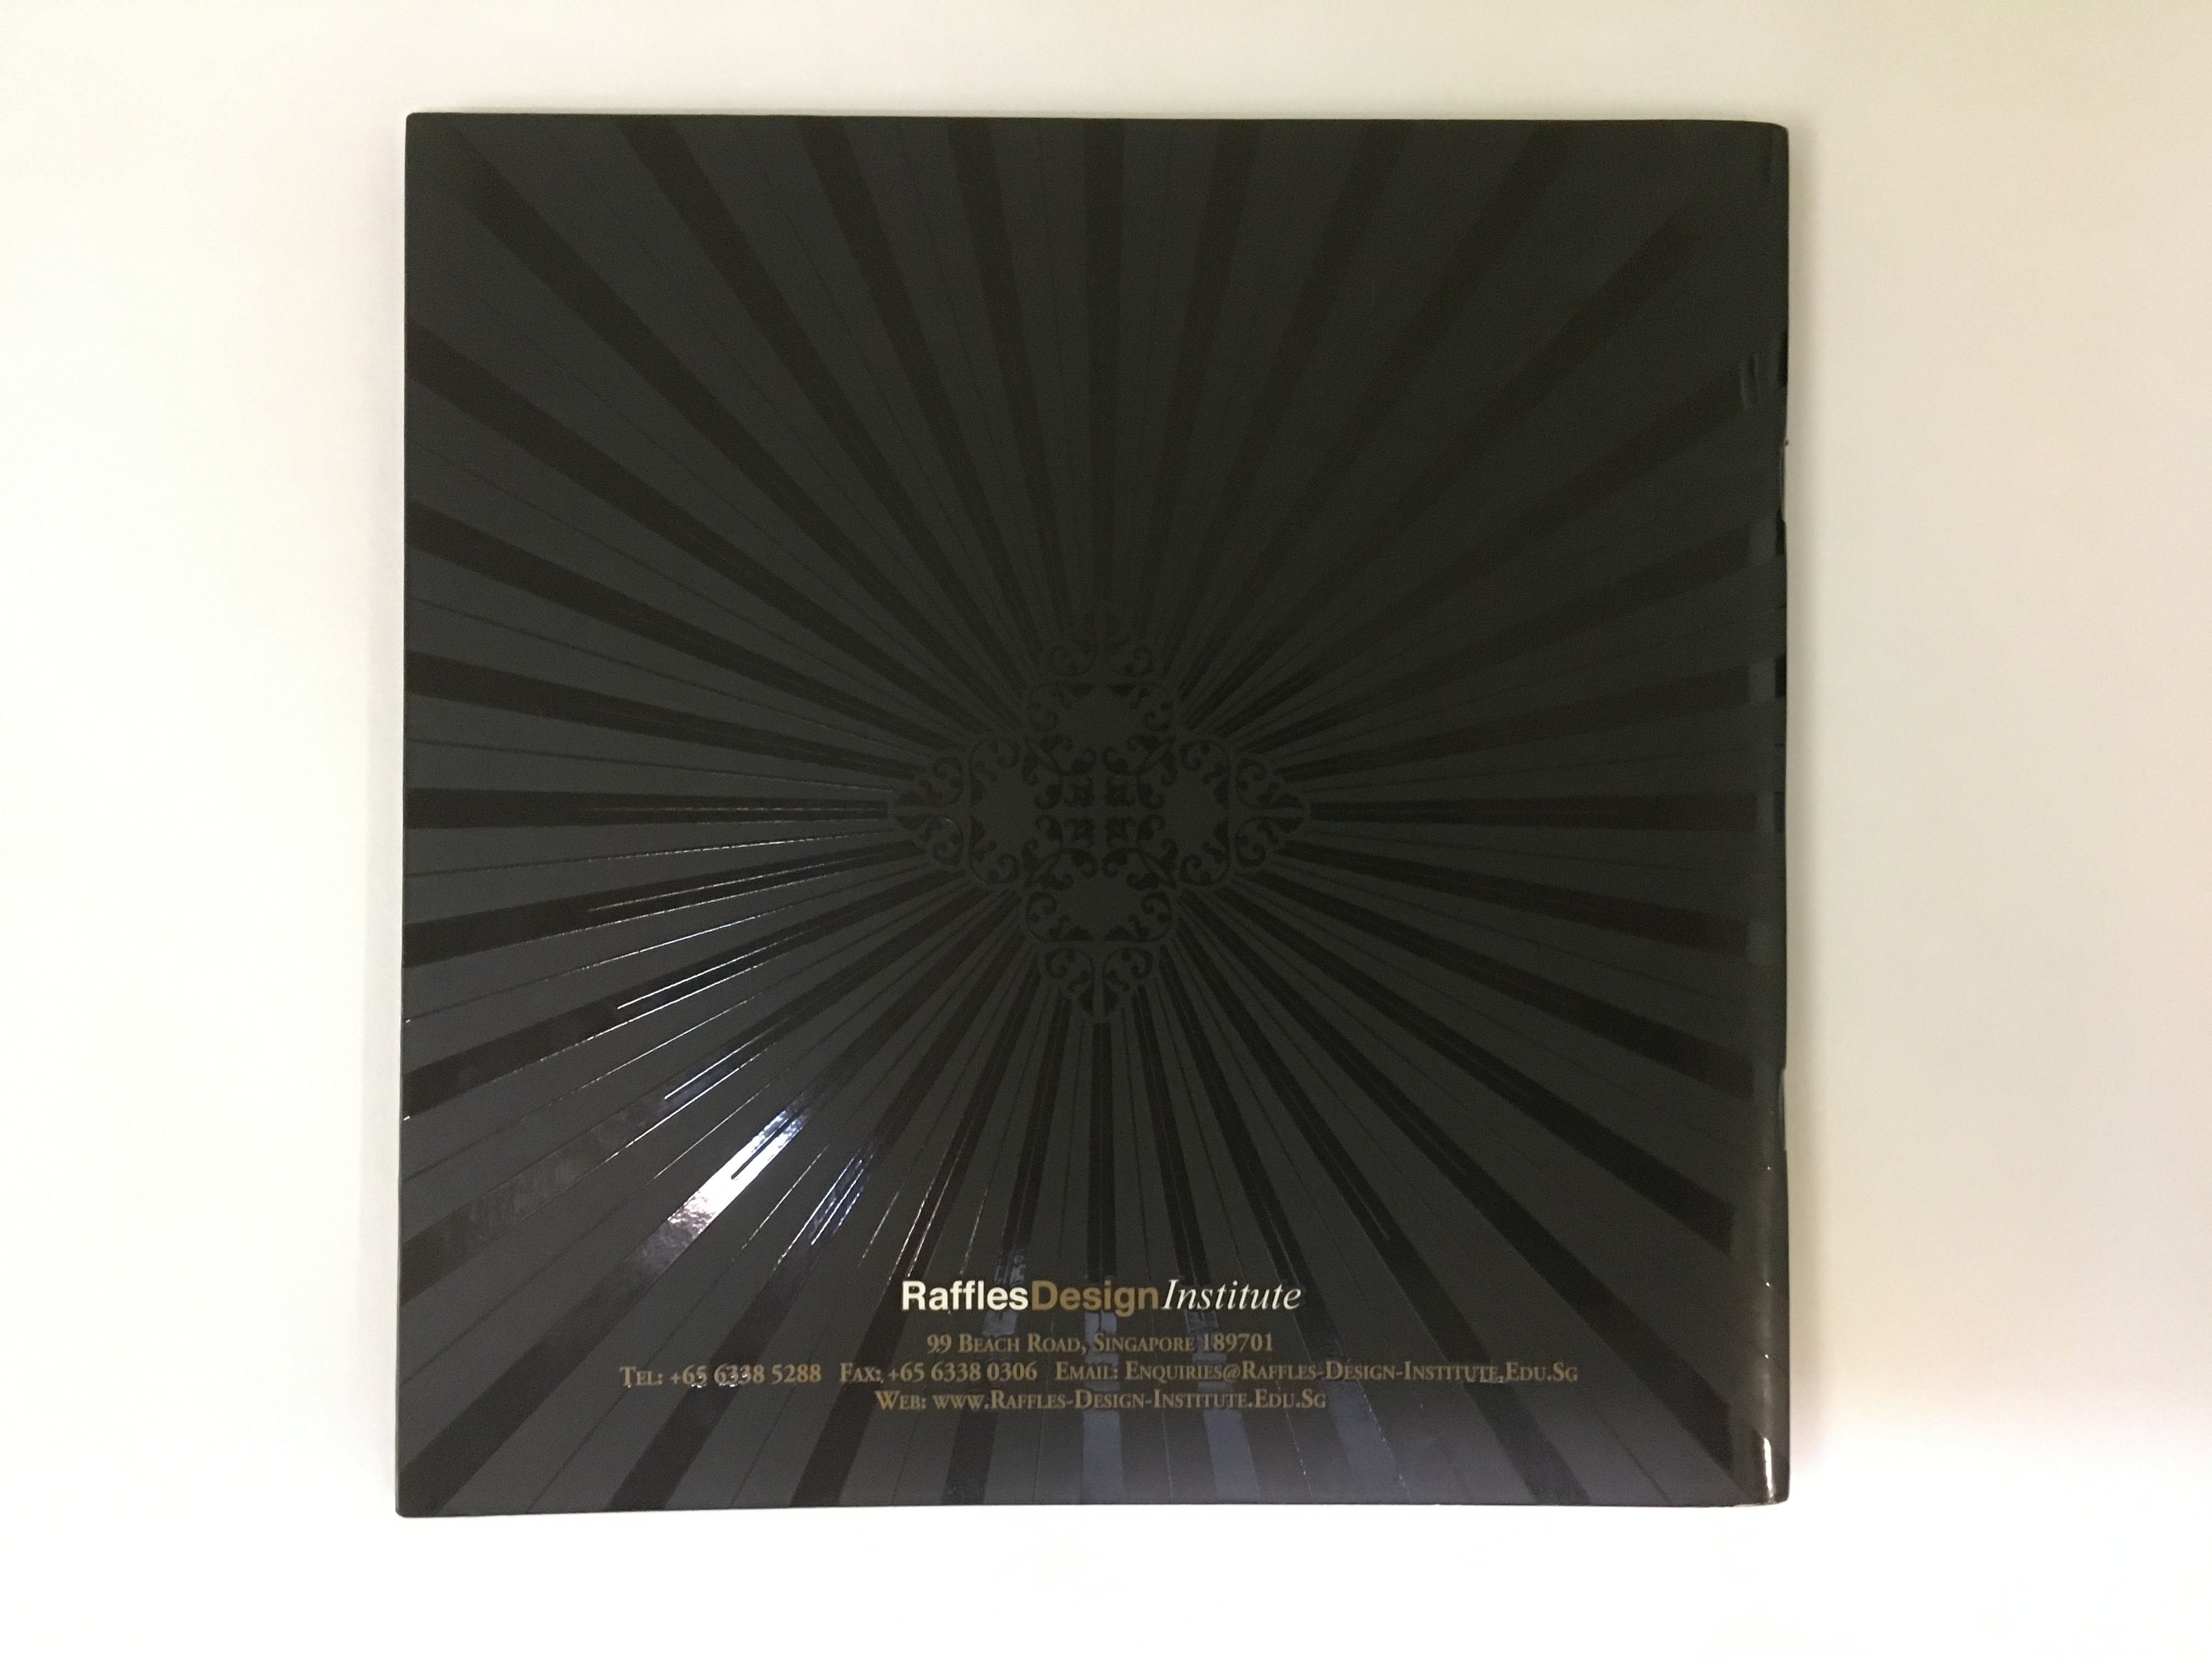 RafflesDesignInstitute
99 Beach Road, Singapore 189701
Tel: +65 6338 5288 Fax: +65 6338 0306 Email: Enquiries@Raffles-Design-Institute.Edu.Sg
Web: www.Raffles-Design-Institute.Edu.Sg